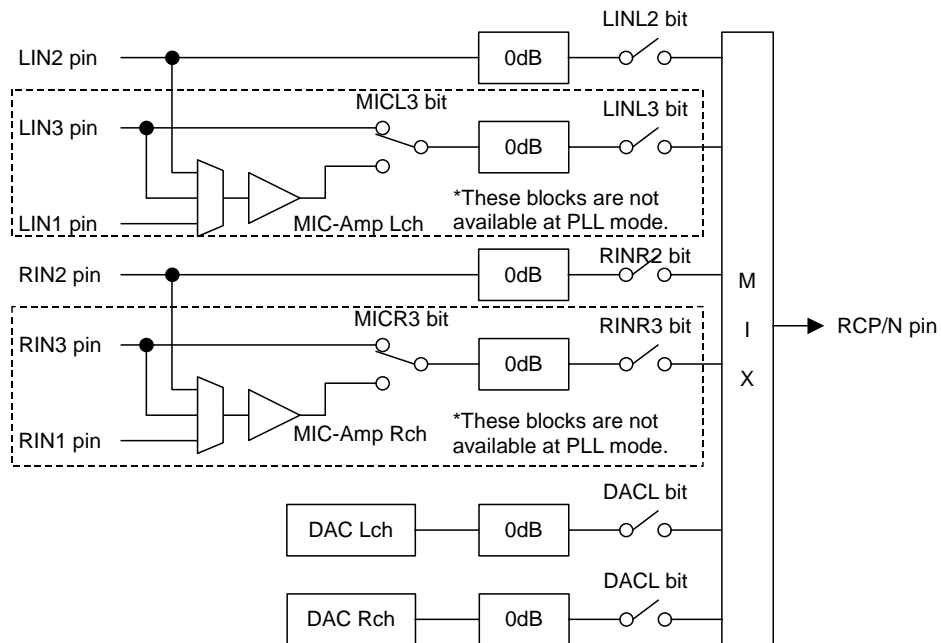 LINL2 bit
LIN2 pin
0dB
MICL3 bit
LINL3 bit
LIN3 pin
0dB
*These blocks are not
available at PLL mode.
MIC-Amp Lch
LIN1 pin
RINR2 bit
RIN2 pin
0dB
M
I
X
MICR3 bit
RINR3 bit
RCP/N pin
RIN3 pin
0dB
*These blocks are not
available at PLL mode.
MIC-Amp Rch
RIN1 pin
DACL bit
DAC Lch
0dB
DACL bit
DAC Rch
0dB